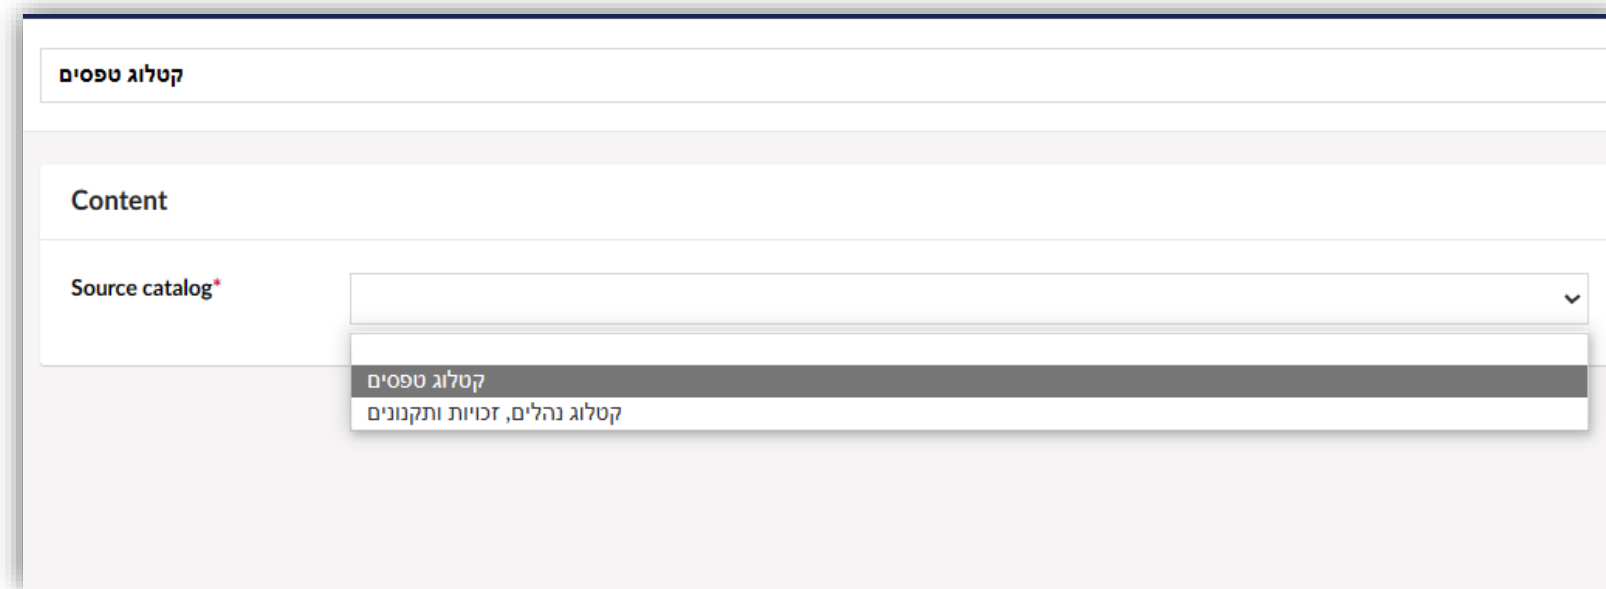 קטלוג טפסים
Content
Source catalog*
קטלוג טפסים
קטלוג נהלים, זכויות ותקנונים